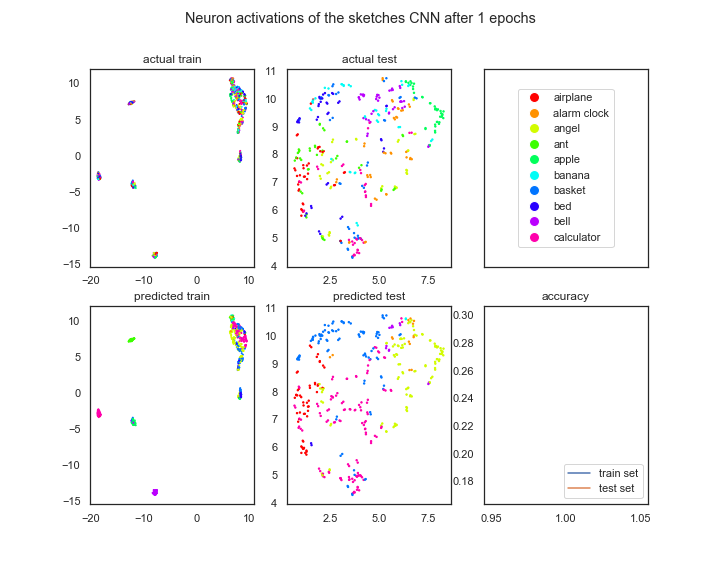 Neuron activations of the sketches CNN after 1 epochs
actual train
actual test
10
5
0
−5
−10
−15
11
10
9
8
7
6
5
4
2.5
5.0
7.5
airplane
alarm clock
angel
ant
apple
banana
basket
bed
bell
calculator
predicted train
predicted test
accuracy
10
5
0
−5
−10
−15
−20
−10
0
10
11
10
9
8
7
6
5
4
2.5
5.0
7.5
0.30
0.28
0.26
0.24
0.22
0.20
0.18
train set
test set
0.95
1.00
1.05
−20
−10
0
10